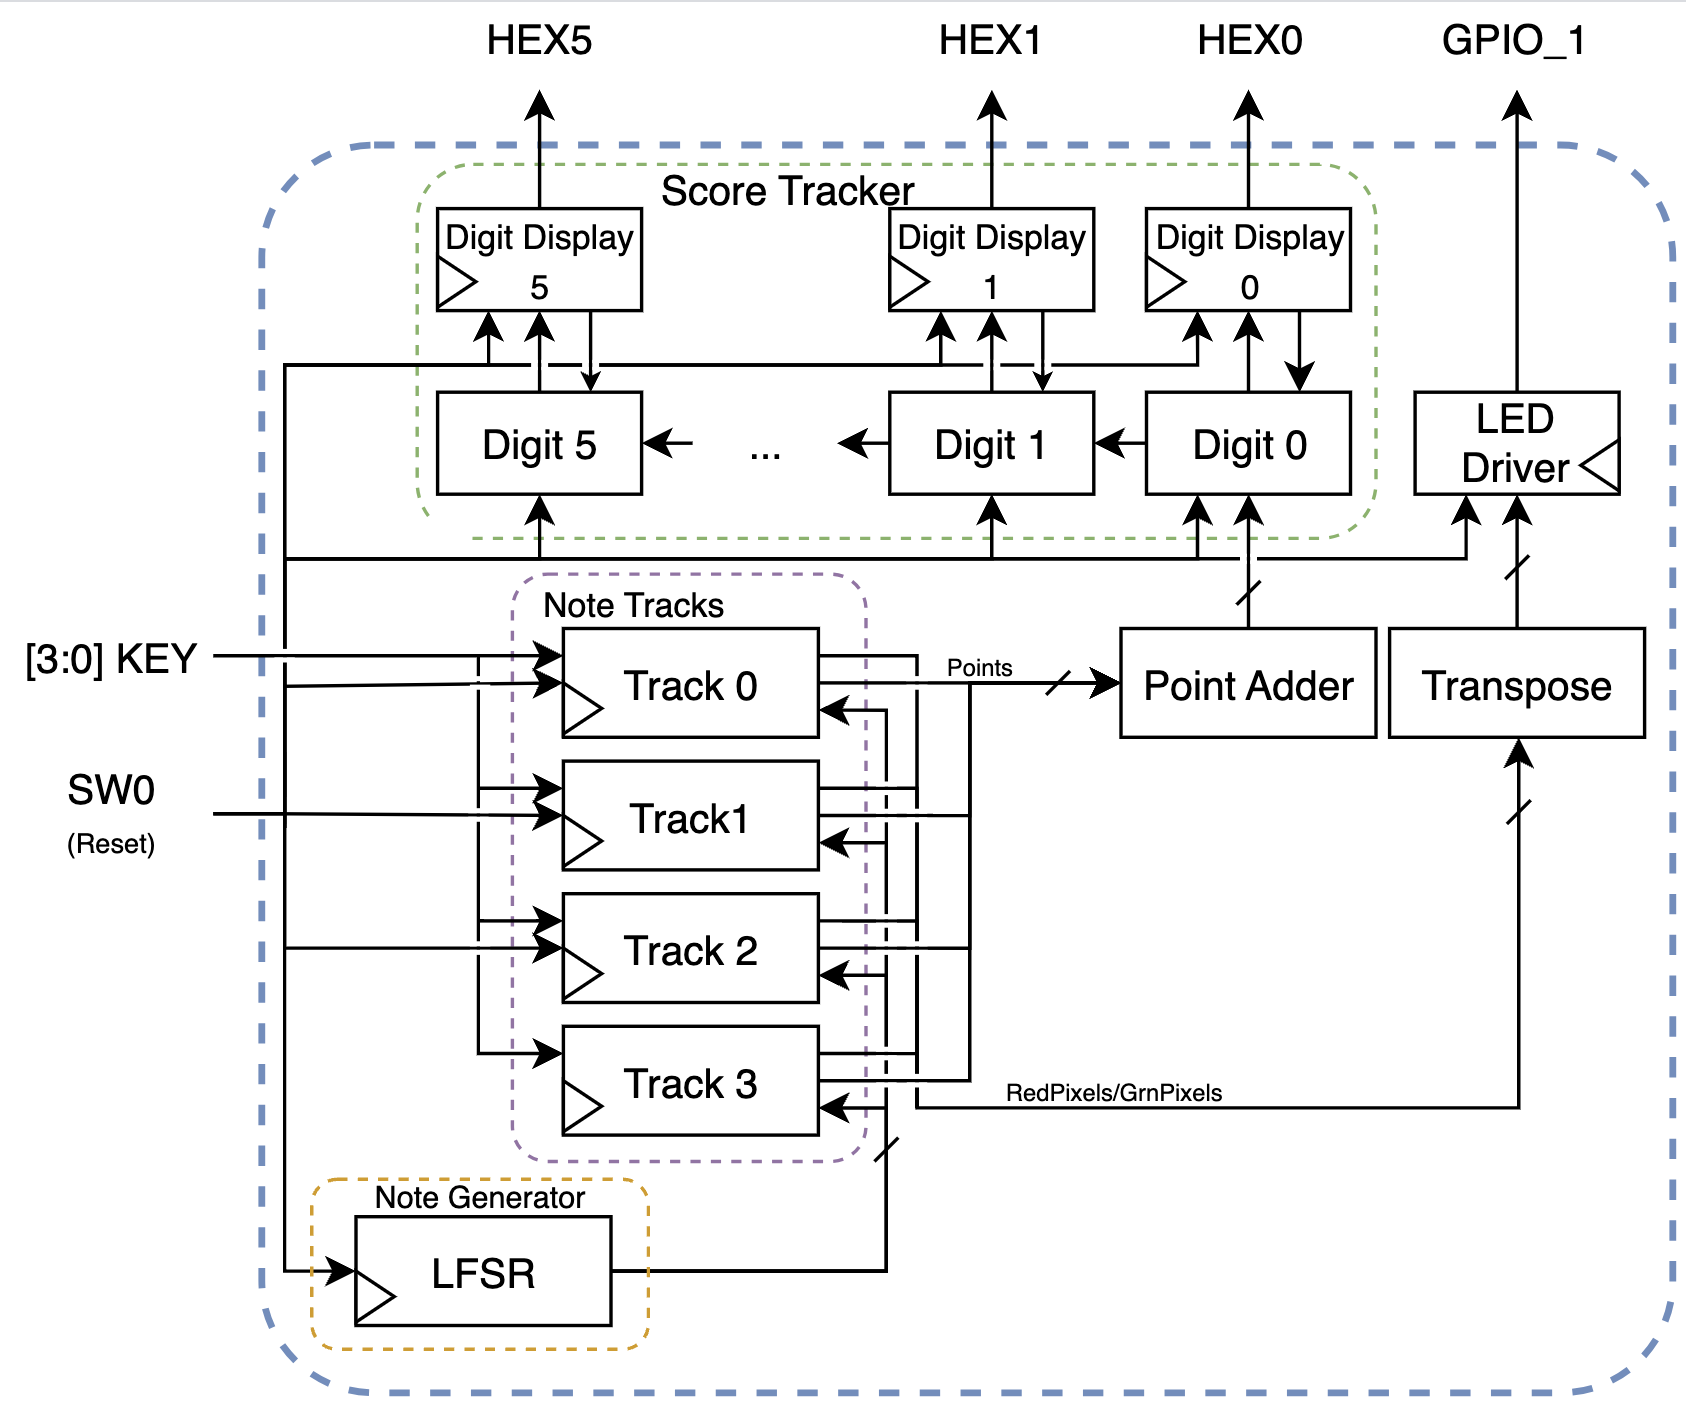 HEX5
HEX1
HEX0
GPIO_1
Score Tracker
Digit Display
5
Digit Display
1
Digit Display
0
Digit 5
...
Digit 1
Digit 0
LED
Driver
Note Tracks
[3:0] KEY
Track 0
Points
Point Adder
Transpose
SW0
(Reset)
Track1
Track 2
Track 3
RedPixels/GrnPixels
Note Generator
LFSR